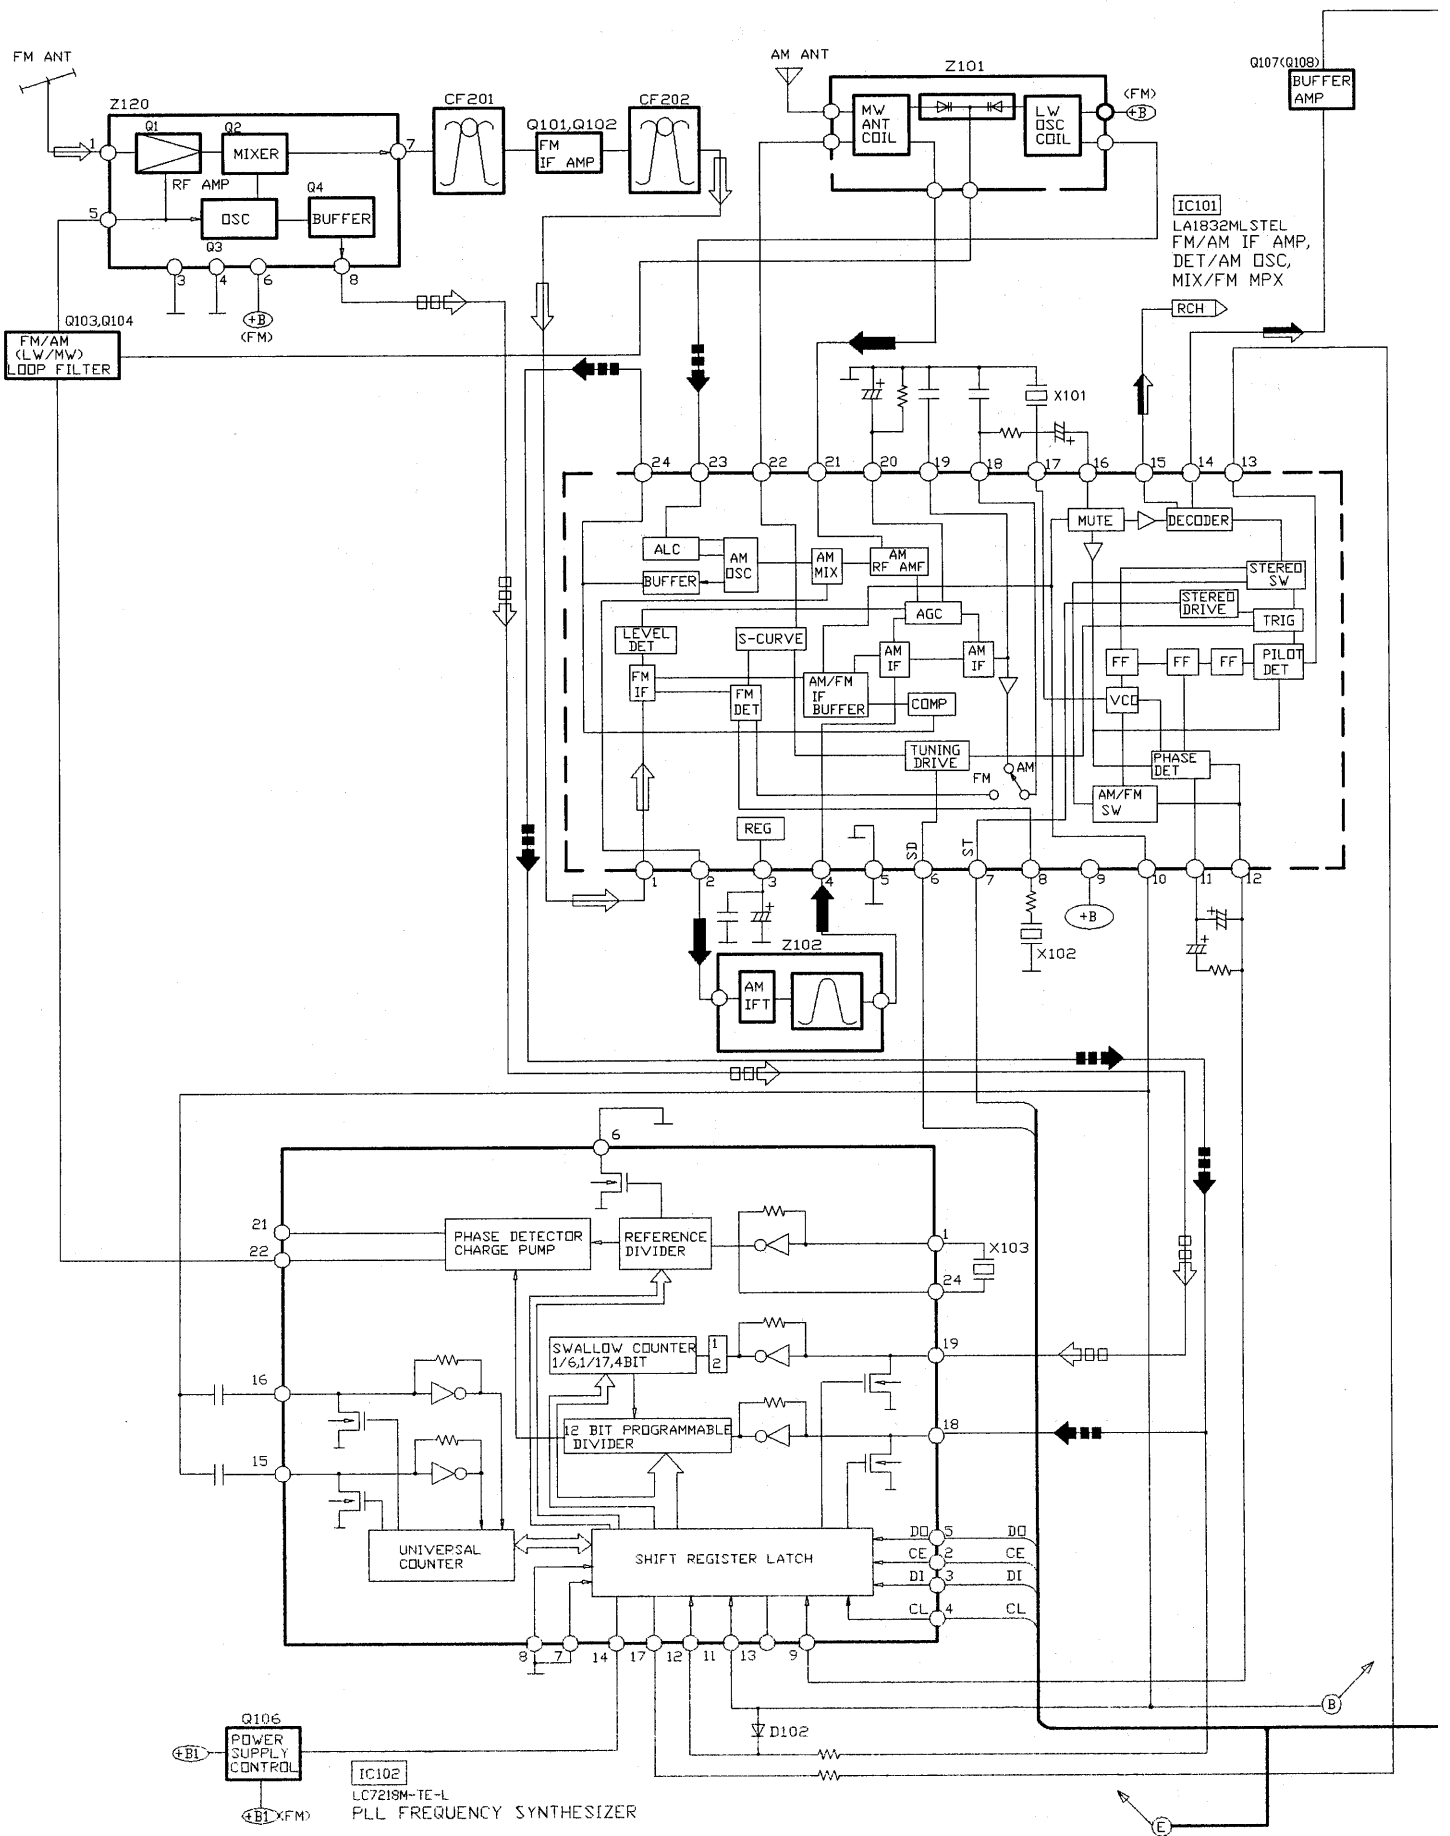 FM ANT
AM ANT
Z101
Q107(Q108)
BUFFER
AMP
Z120
CF201
CF202
(FM)
+B
Q1
Q2
MIXER
RF AMP
Q4
OSC
BUFFER
Q3
1
7
5
3
4
6
8
+B
(FM)
Q101,Q102
FM
IF AMP
MW
ANT
COIL
LW
OSC
COIL
IC101
LA1832MLSTEL
FM/AM IF AMP,
DET/AM OSC,
MIX/FM MPX
RCH
Q103,Q104
FM/AM
(LW/MW)
LOOP FILTER
X101
24
23
22
21
20
19
18
17
16
15
14
13
ALC
BUFFER
AM
OSC
AM
MIX
AM
RF AMF
AGC
MUTE
DECODER
STEREO
SW
STEREO
DRIVE
TRIG
LEVEL
DET
S-CURVE
AM
IF
AM
IF
FF
FF
FF
PILOT
DET
FM
IF
FM
DET
AM/FM
IF
BUFFER
COMP
VCO
TUNING
DRIVE
PHASE
DET
FM
AM
AM/FM
SW
REG
SD
ST
1
2
3
4
5
6
7
8
9
10
11
12
+B
X102
Z102
AM
IFT
6
21
22
PHASE DETECTOR
CHARGE PUMP
REFERENCE
DIVIDER
1
X103
24
SWALLOW COUNTER
1/6,1/17,4BIT
1
2
19
16
12 BIT PROGRAMMABLE
DIVIDER
18
15
UNIVERSAL
COUNTER
SHIFT REGISTER LATCH
DO
5
DO
CE
2
CE
DI
3
DI
CL
4
CL
8
7
14
17
12
11
13
9
B
D102
Q106
POWER
SUPPLY
CONTROL
+B1
+B1
(FM)
IC102
LC7218M-TE-L
PLL FREQUENCY SYNTHESIZER
E